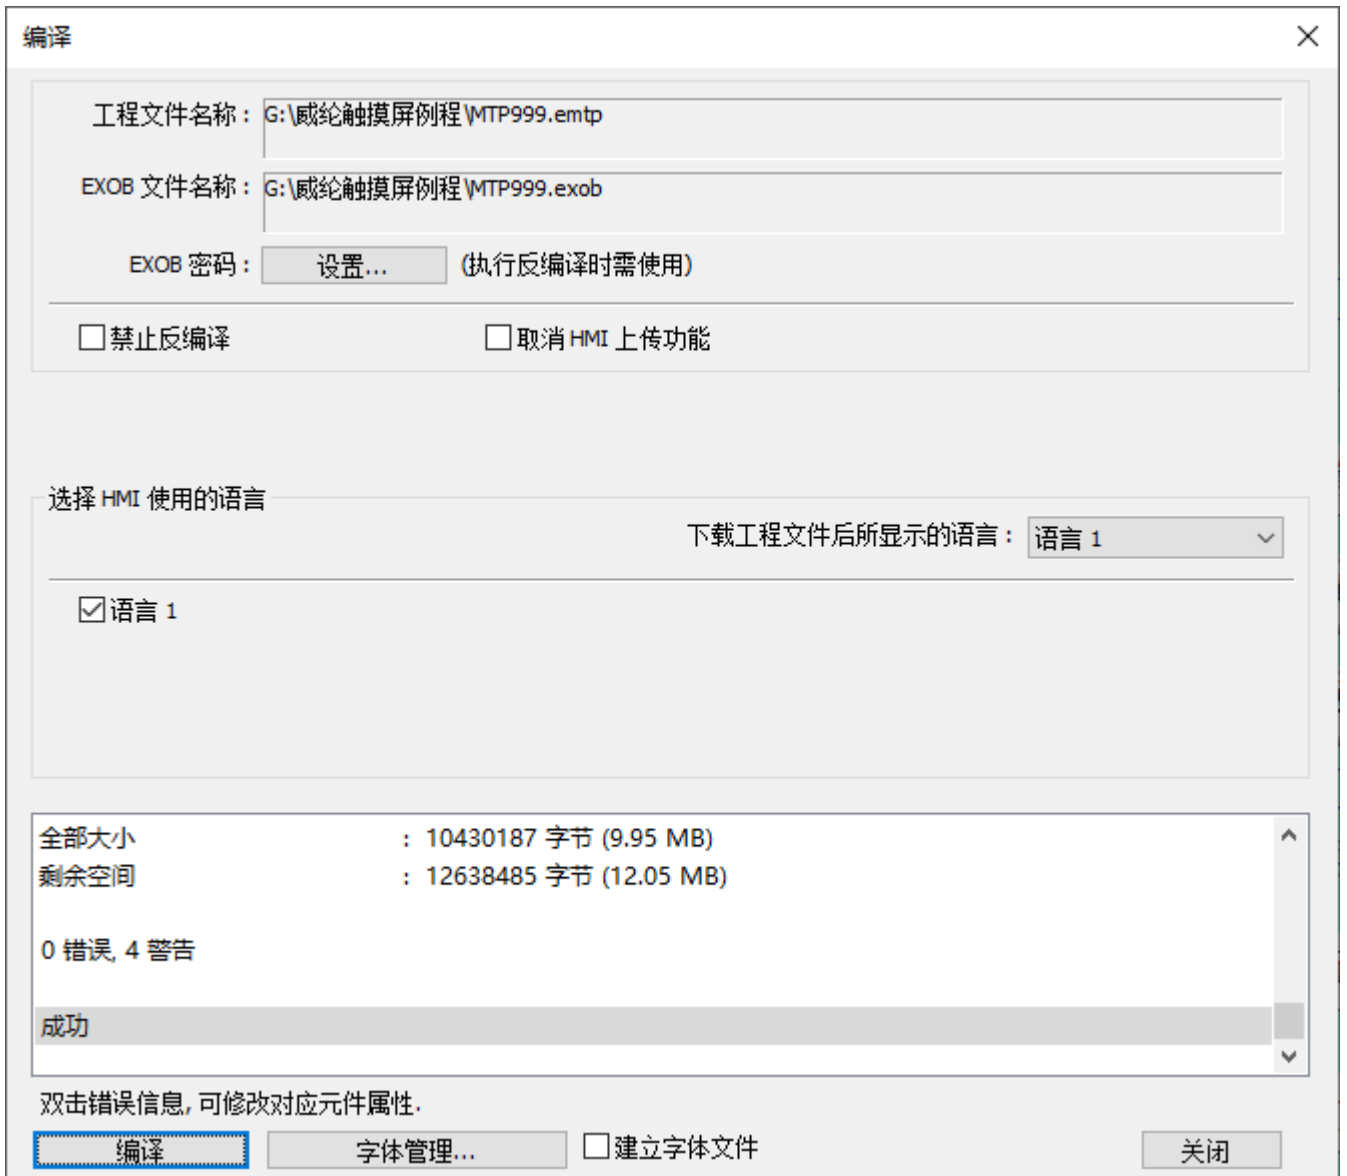 编译
工程文件名称： G:\威纶触摸屏例程\MTP999.emtp
EXOB 文件名称： G:\威纶触摸屏例程\MTP999.exob
EXOB 密码： 设置... (执行反编译时需使用)
禁止反编译 取消 HMI 上传功能
选择 HMI 使用的语言
下载工程文件后所显示的语言： 语言 1
语言 1
全部大小 : 10430187 字节 (9.95 MB)
剩余空间 : 12638485 字节 (12.05 MB)
0 错误, 4 警告
成功
双击错误信息, 可修改对应元件属性.
编译 字体管理... 建立字体文件 关闭